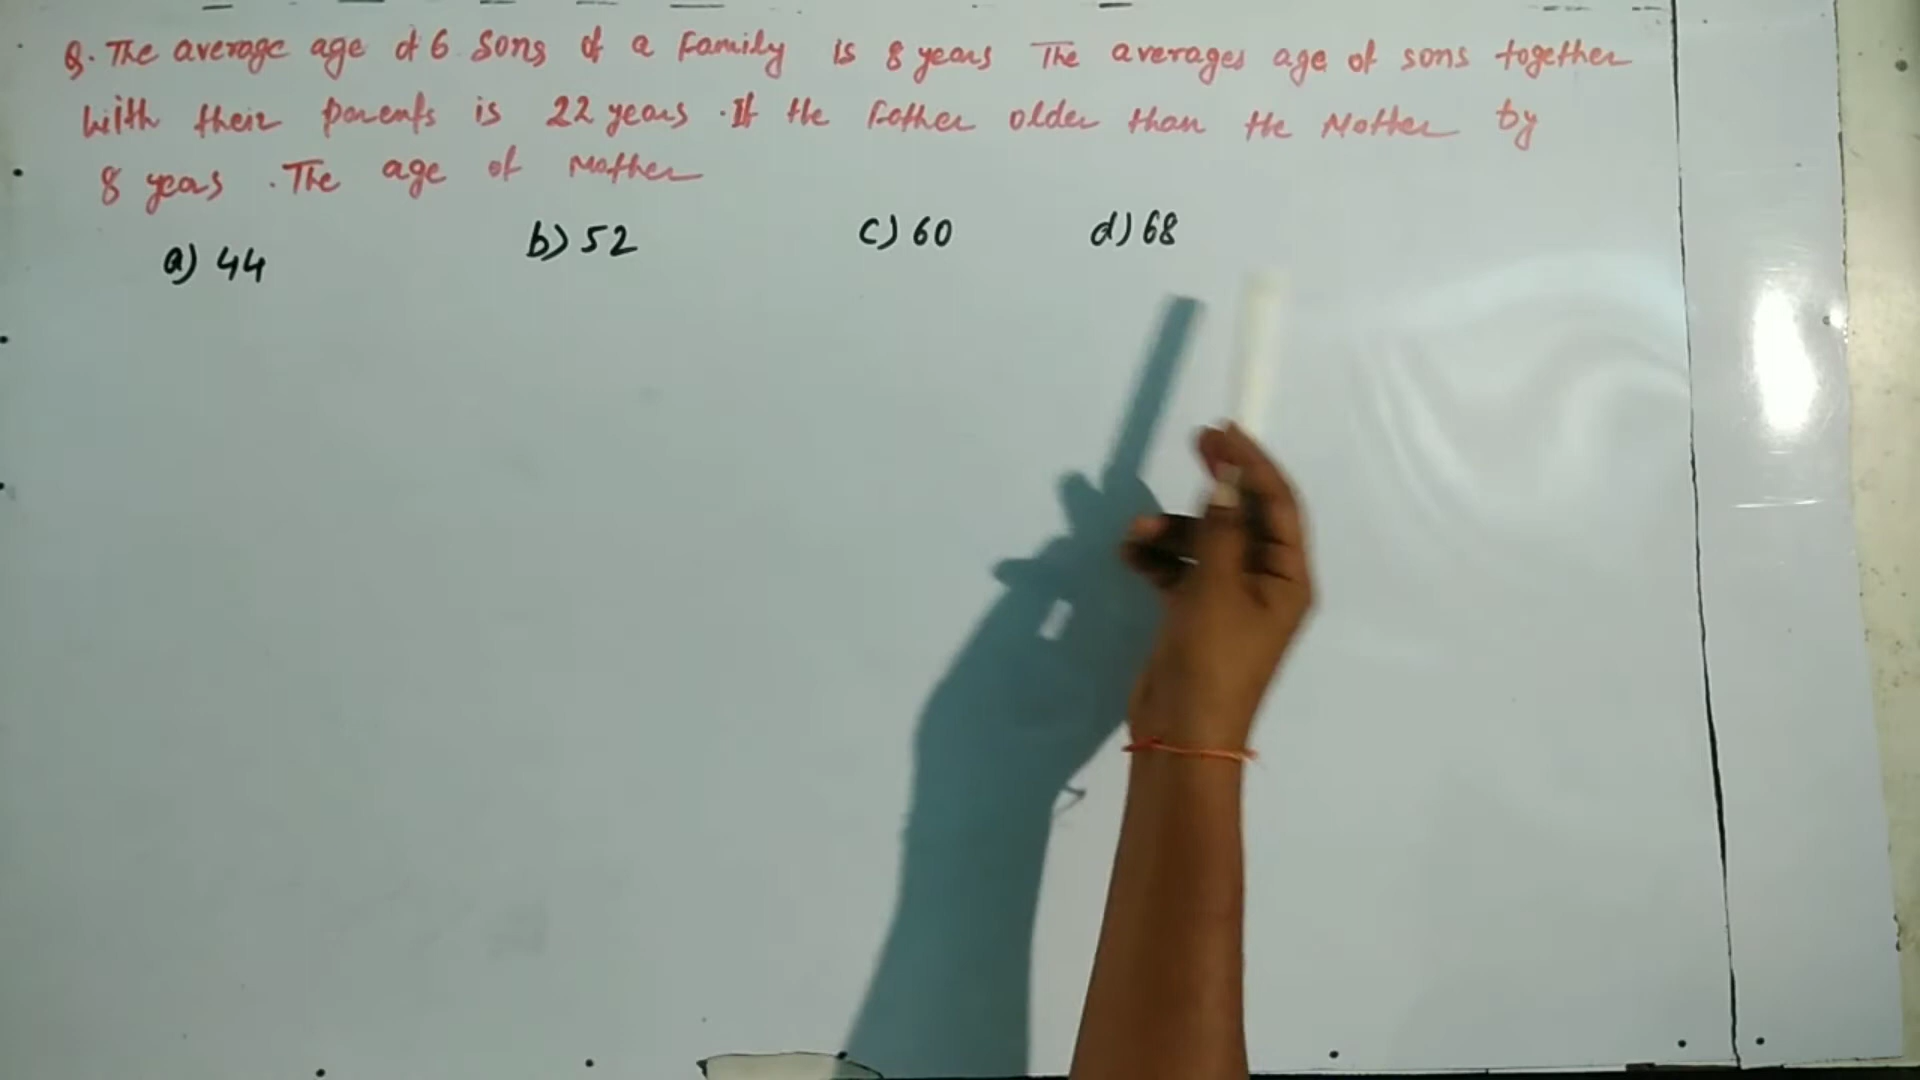 Q. The average age of 6 Sons of a Family is 8 years The averages age of sons together
With their parents is 22 years . If the Father older than the Mother by
8 years . The age of Mother
a) 44 b) 52 c) 60 d) 68